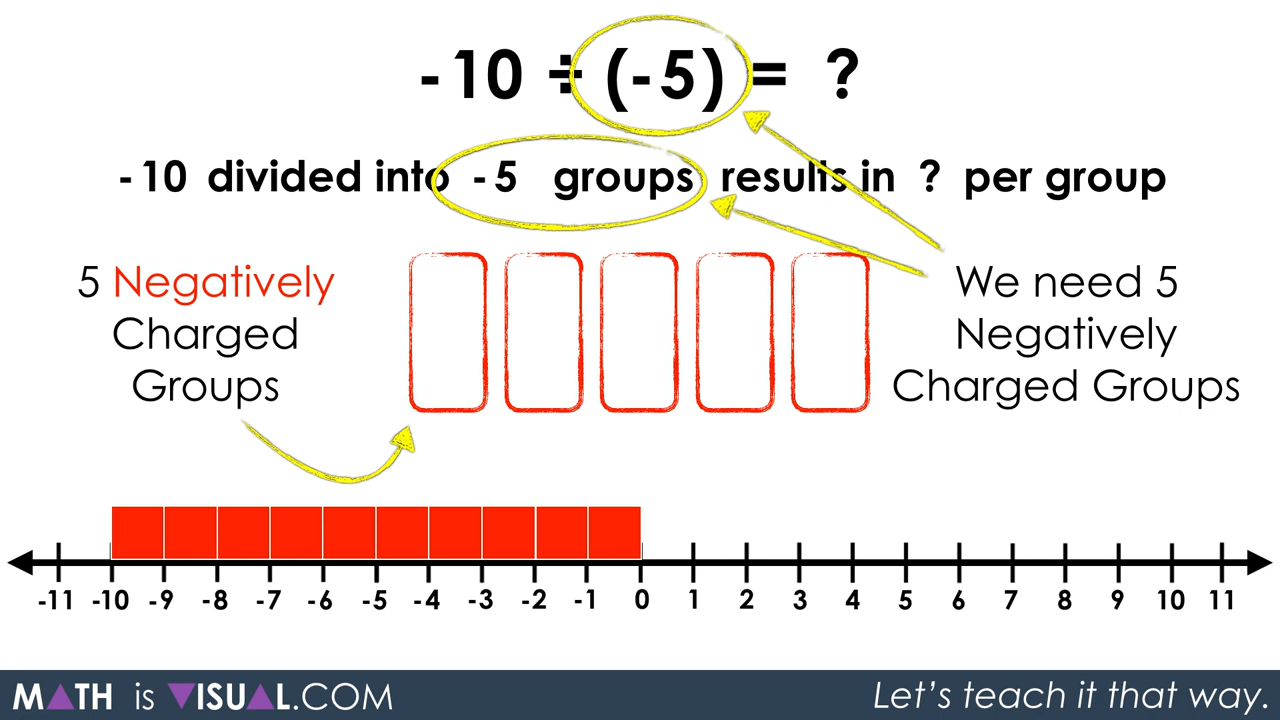 -10 ÷ (-5) = ?
-10 divided into -5 groups results in ? per group
5 Negatively
Charged
Groups
We need 5
Negatively
Charged Groups
-11 -10 -9 -8 -7 -6 -5 -4 -3 -2 -1 0 1 2 3 4 5 6 7 8 9 10 11
MATH is VISUAL.COM
Let's teach it that way.